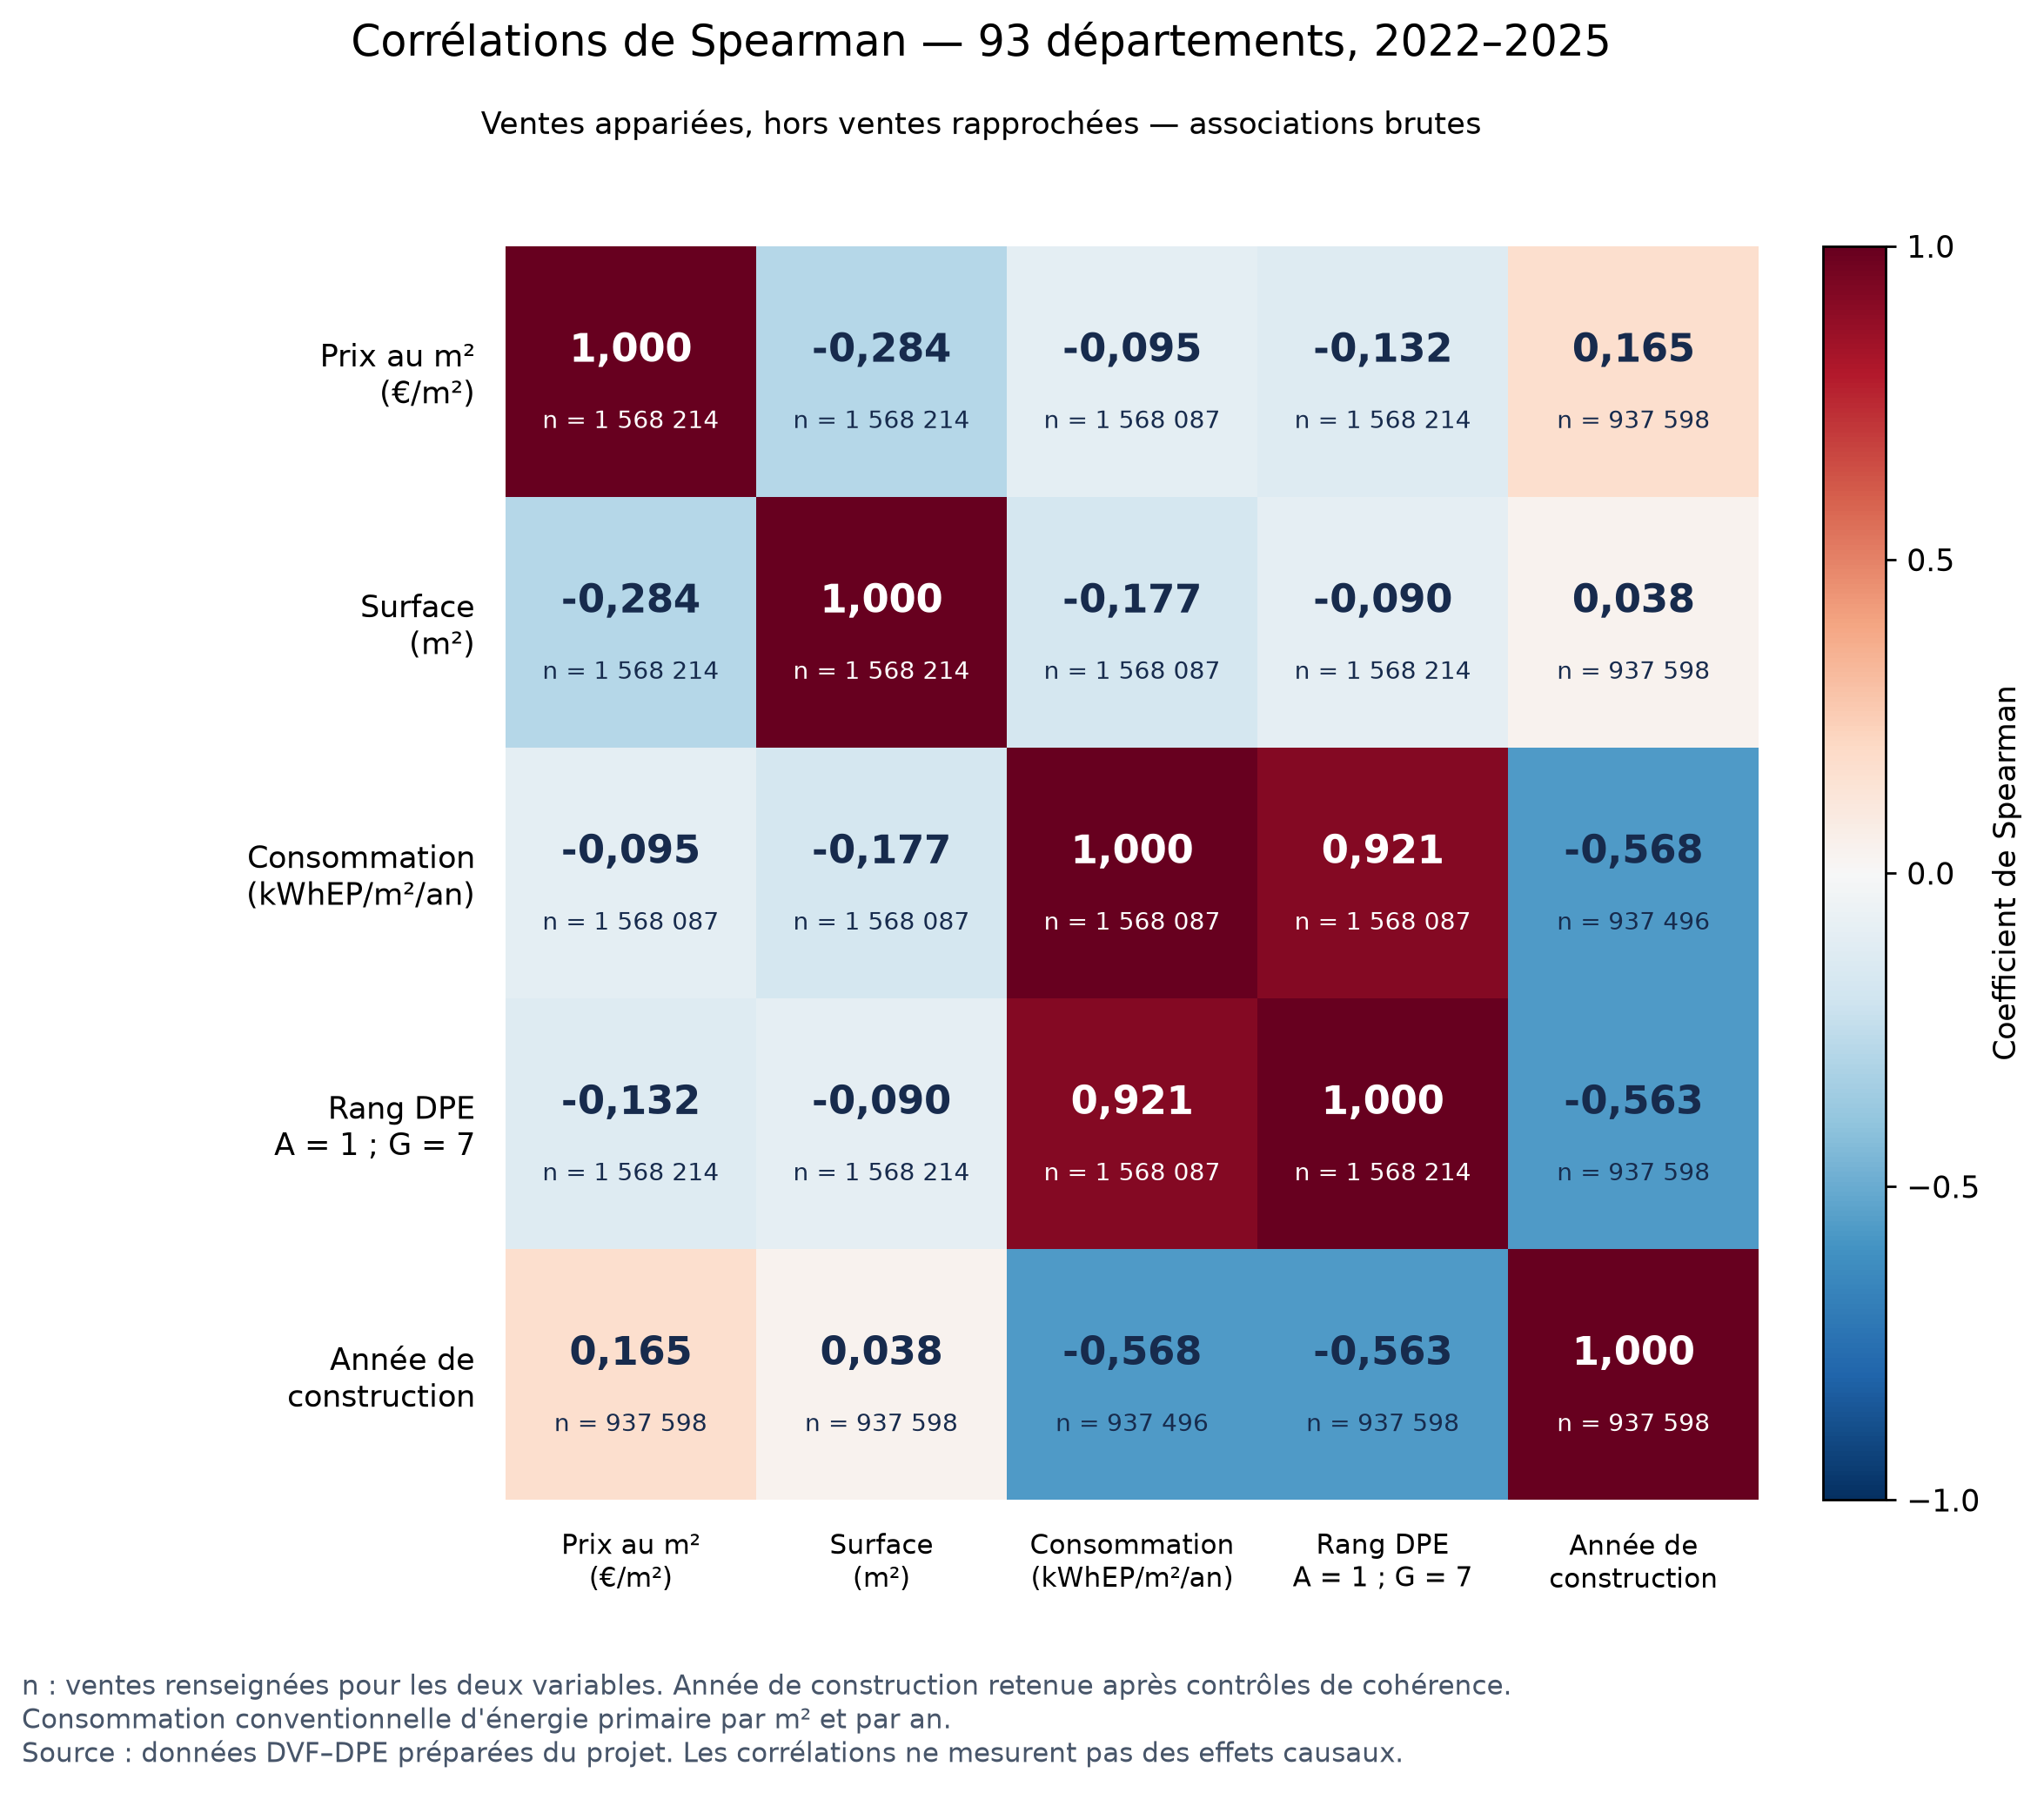 Corrélations de Spearman — 93 départements, 2022–2025
Ventes appariées, hors ventes rapprochées — associations brutes
Prix au m²
(€/m²)
1,000
-0,284
-0,095
-0,132
0,165
n = 1 568 214
n = 1 568 214
n = 1 568 087
n = 1 568 214
n = 937 598
Surface
(m²)
-0,284
1,000
-0,177
-0,090
0,038
n = 1 568 214
n = 1 568 214
n = 1 568 087
n = 1 568 214
n = 937 598
Consommation
(kWhEP/m²/an)
-0,095
-0,177
1,000
0,921
-0,568
n = 1 568 087
n = 1 568 087
n = 1 568 087
n = 1 568 087
n = 937 496
Rang DPE
A = 1 ; G = 7
-0,132
-0,090
0,921
1,000
-0,563
n = 1 568 214
n = 1 568 214
n = 1 568 087
n = 1 568 214
n = 937 598
Année de
construction
0,165
0,038
-0,568
-0,563
1,000
n = 937 598
n = 937 598
n = 937 496
n = 937 598
n = 937 598
Prix au m²
(€/m²)
Surface
(m²)
Consommation
(kWhEP/m²/an)
Rang DPE
A = 1 ; G = 7
Année de
construction
1.0
0.5
0.0
−0.5
−1.0
Coefficient de Spearman
n : ventes renseignées pour les deux variables. Année de construction retenue après contrôles de cohérence.
Consommation conventionnelle d'énergie primaire par m² et par an.
Source : données DVF–DPE préparées du projet. Les corrélations ne mesurent pas des effets causaux.